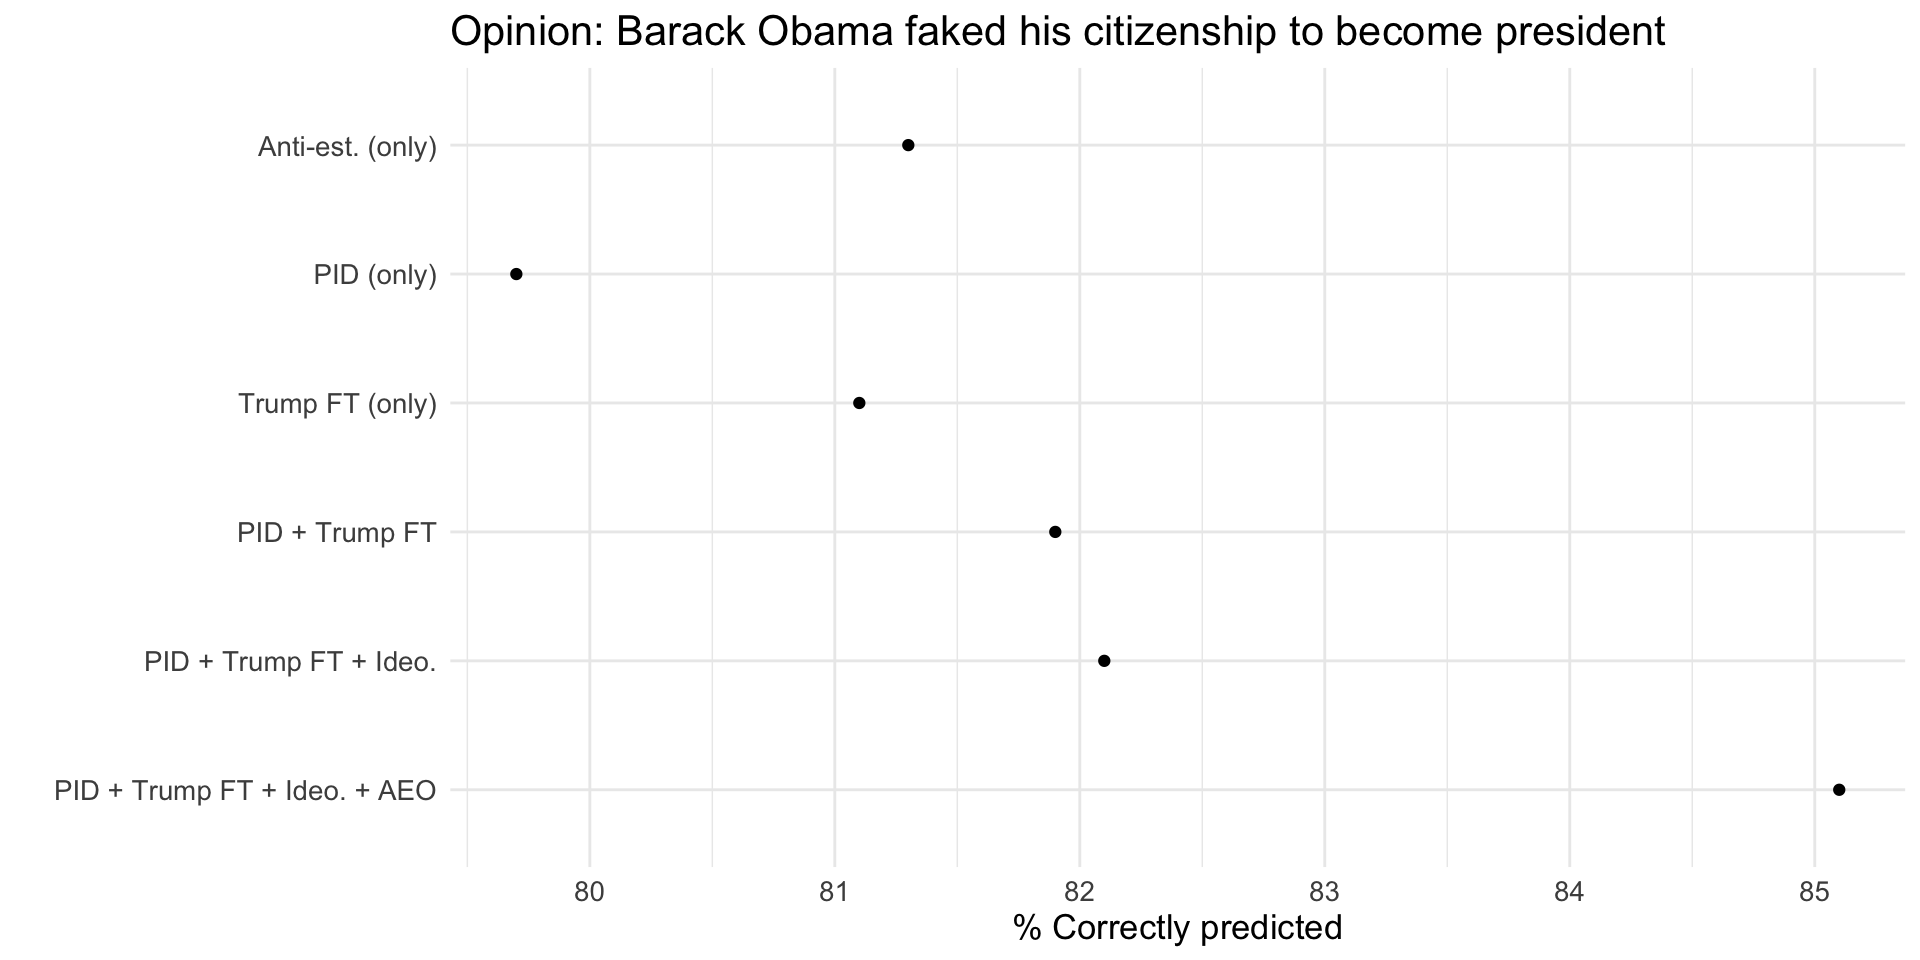 Opinion: Barack Obama faked his citizenship to become president
Anti-est. (only)
PID (only)
Trump FT (only)
PID + Trump FT
PID + Trump FT + Ideo.
PID + Trump FT + Ideo. + AEO
80 81 82 83 84 85
% Correctly predicted